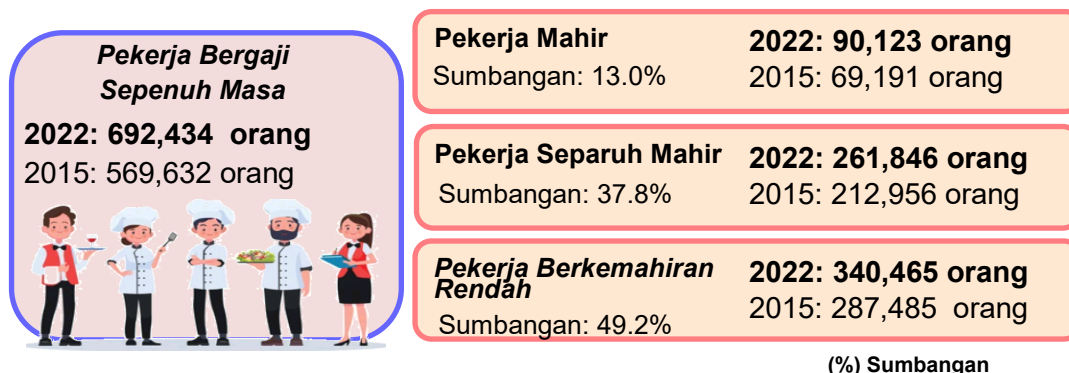 Pekerja Bergaji
Sepenuh Masa
2022: 692,434 orang
2015: 569,632 orang
Pekerja Mahir
Sumbangan: 13.0%
2022: 90,123 orang
2015: 69,191 orang
Pekerja Separuh Mahir
Sumbangan: 37.8%
2022: 261,846 orang
2015: 212,956 orang
Pekerja Berkemahiran
Rendah
Sumbangan: 49.2%
2022: 340,465 orang
2015: 287,485 orang
(%) Sumbangan